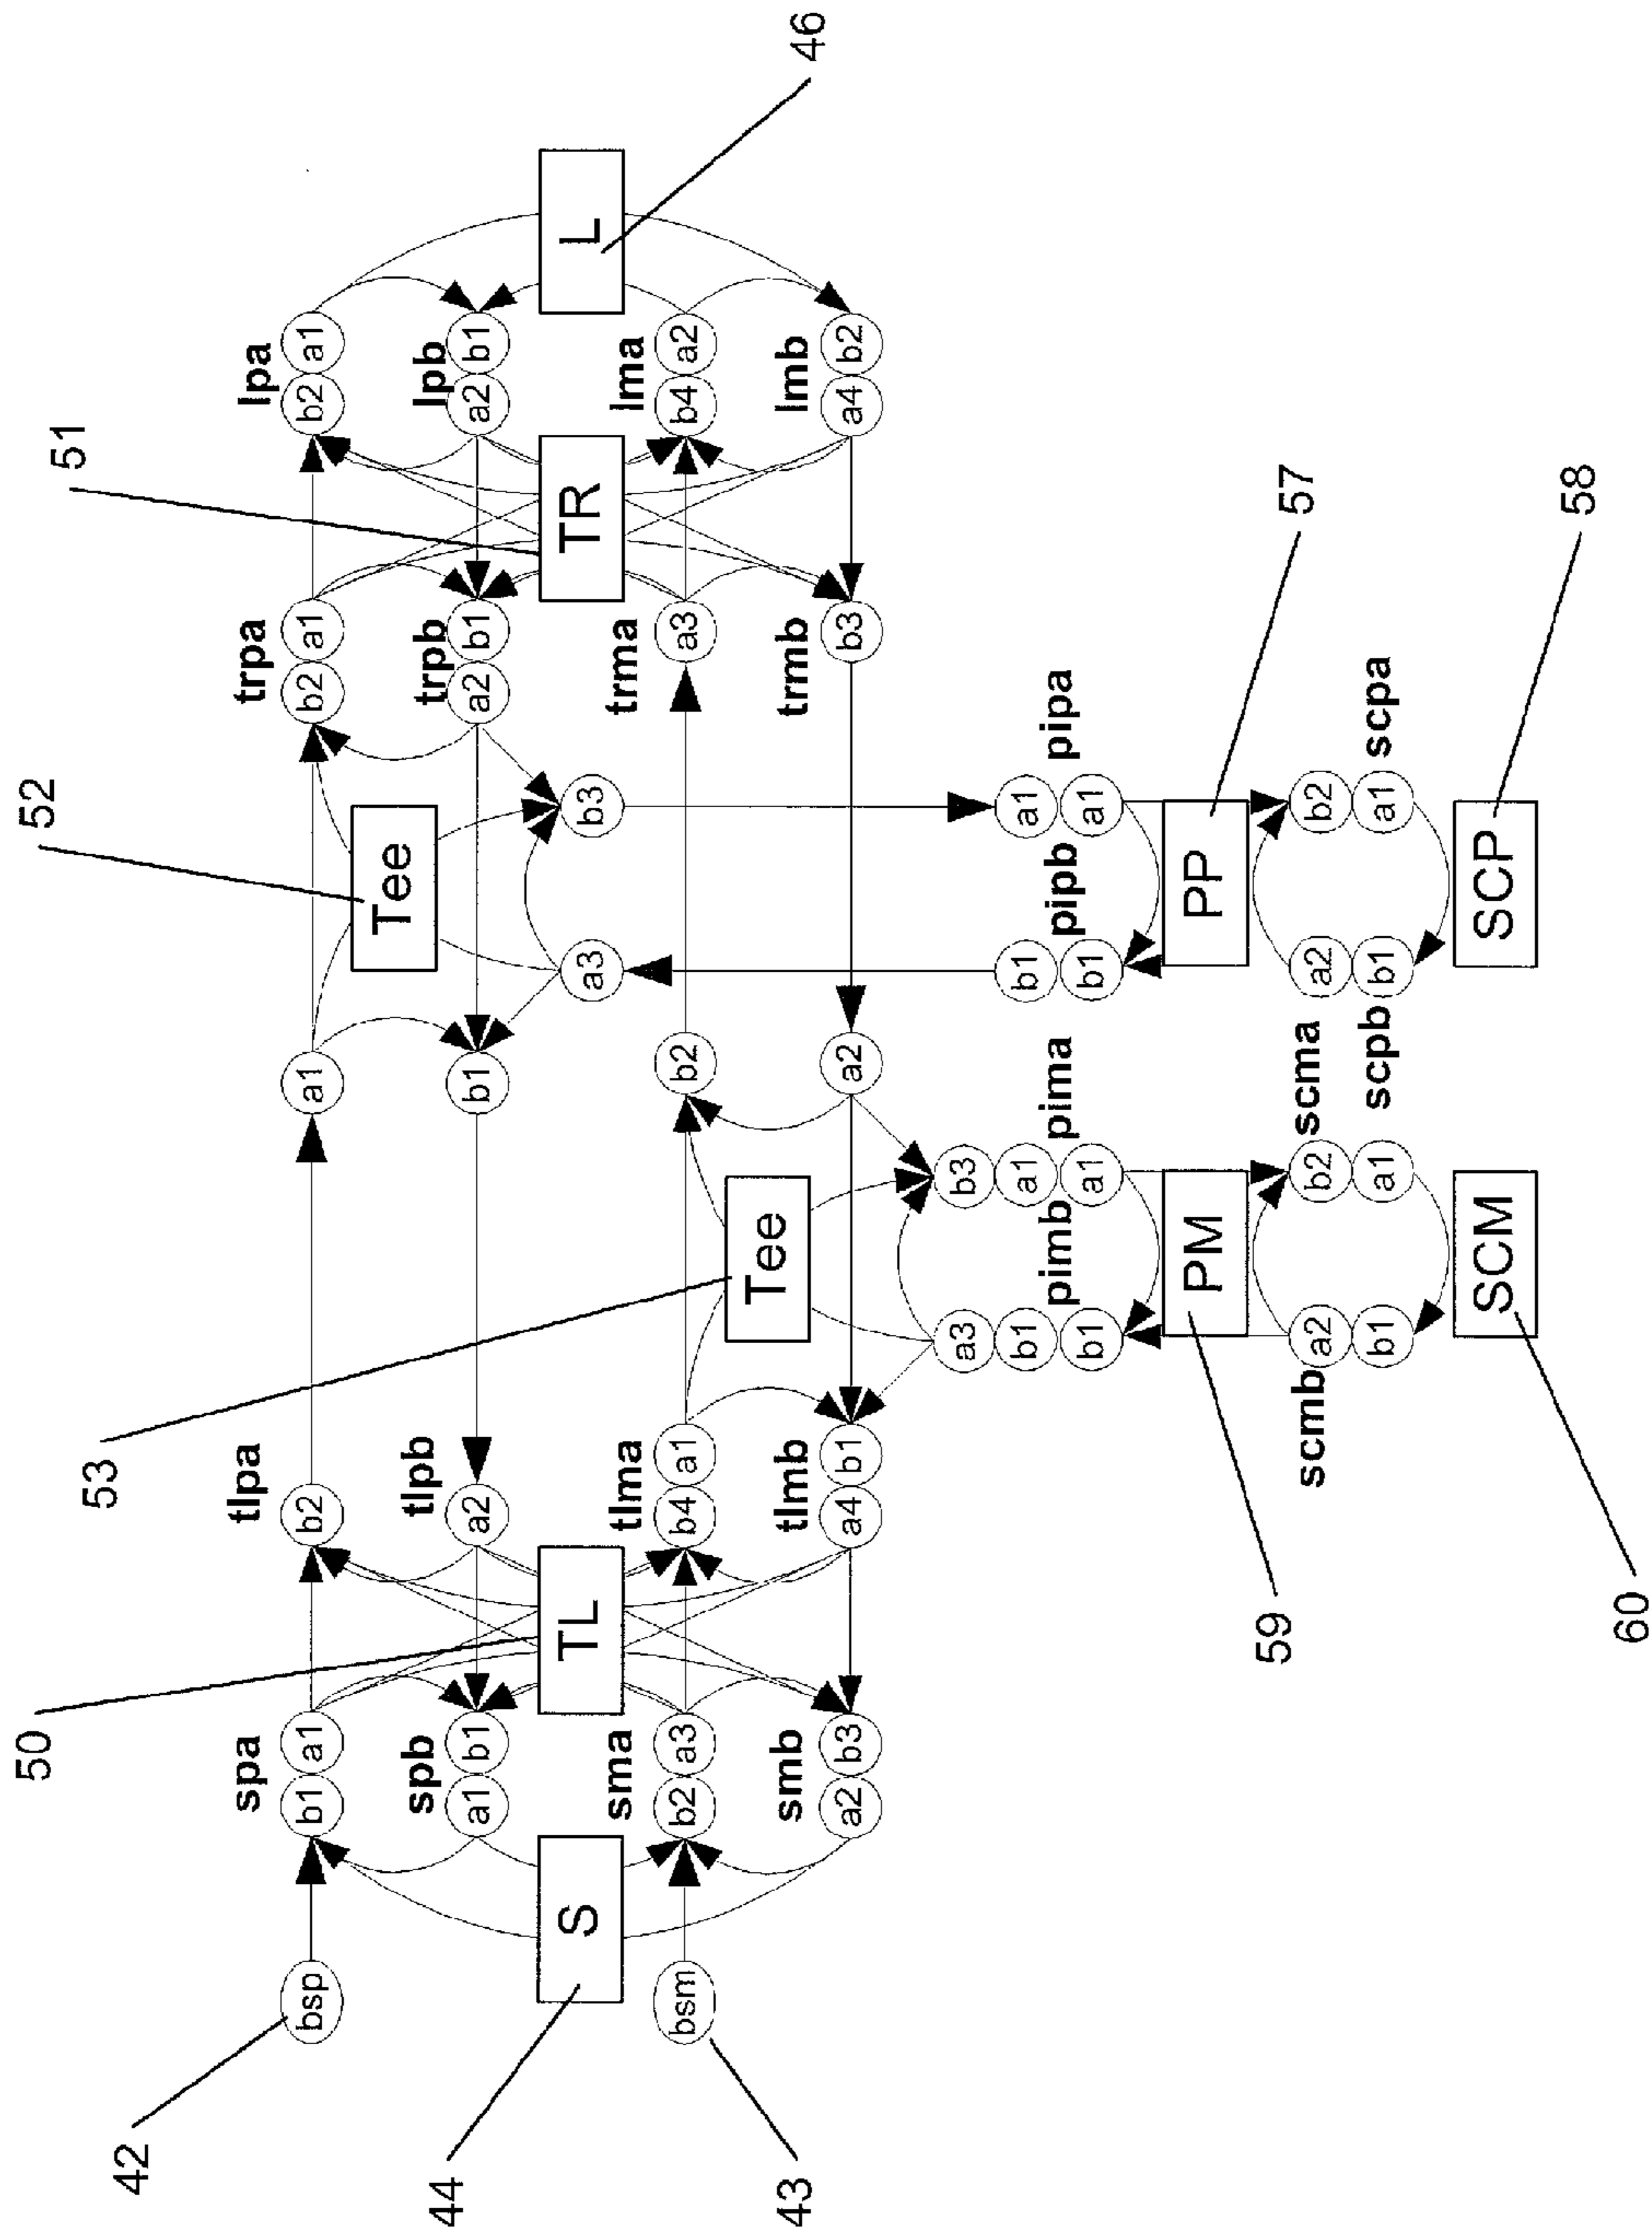 50
53
52
51
42
spa tlpa trpa lpa
bsp b1 a1 b2 a1 b2 a1 b2 a1
Tee
spb tlpb trpb lpb
44
a1 b1 a2 b1 a2 b1 a2 b1
S TL a3 b3 TR L
sma tlma trma lma
bsm b2 a3 b4 a1 b2 a3 b4 a2
Tee
43
smb tlmb trmb lmb
46
a2 b3 a4 b1 a2 b3 a4 b2
a3 b3
b1 a1 b1 a1
pimb pima pipb pipa
b1 a1 b1 a1
PM PP
59
57
scmb scma
a2 b2 a2 b2
scpb scpa
b1 a1 b1 a1
SCM SCP
58
60